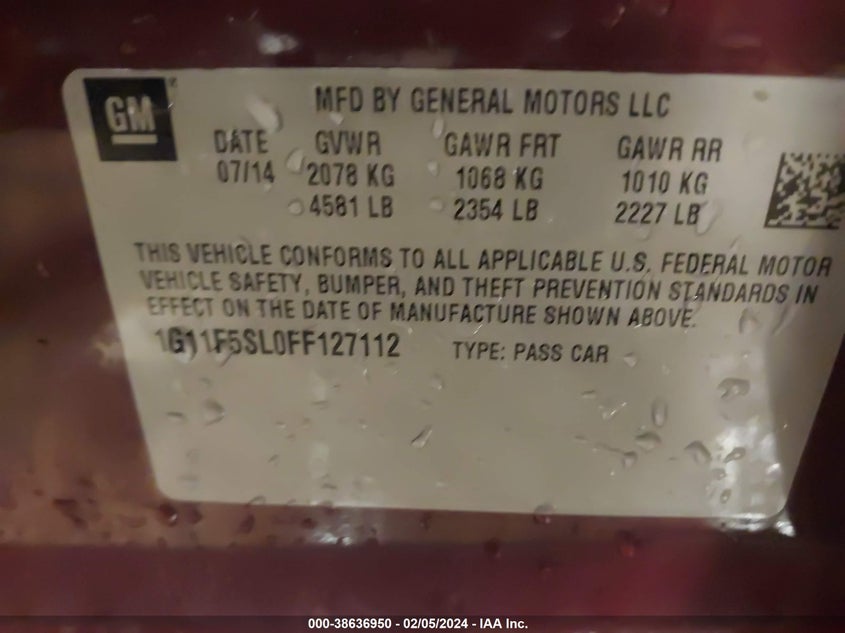 GM
MFD BY GENERAL MOTORS LLC
DATE GVWR GAWR FRT GAWR RR
07/14 2078 KG 1068 KG 1010 KG
4581 LB 2354 LB 2227 LB
THIS VEHICLE CONFORMS TO ALL APPLICABLE U.S. FEDERAL MOTOR
VEHICLE SAFETY, BUMPER, AND THEFT PREVENTION STANDARDS IN
EFFECT ON THE DATE OF MANUFACTURE SHOWN ABOVE.
1G11F5SL0FF127112 TYPE: PASS CAR
000-38636950 - 02/05/2024 - IAA Inc.